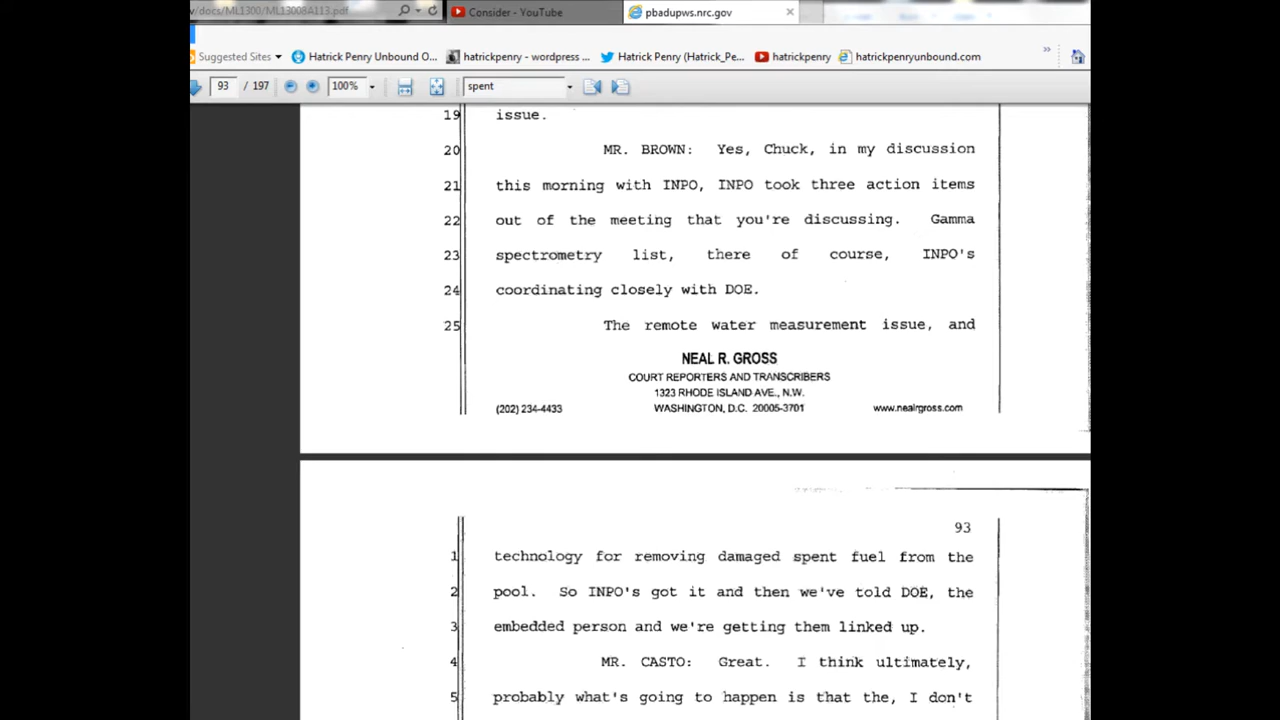 v/docs/ML1300/ML13008A113.pdf
Consider - YouTube
pbadupws.nrc.gov
Suggested Sites
Hatrick Penry Unbound O...
hatrickpenry - wordpress ...
Hatrick Penry (Hatrick_Pe...
hatrickpenry
hatrickpenryunbound.com
93 / 197
100%
spent
19 issue.
20 MR. BROWN: Yes, Chuck, in my discussion
21 this morning with INPO, INPO took three action items
22 out of the meeting that you're discussing. Gamma
23 spectrometry list, there of course, INPO's
24 coordinating closely with DOE.
25 The remote water measurement issue, and
NEAL R. GROSS
COURT REPORTERS AND TRANSCRIBERS
1323 RHODE ISLAND AVE., N.W.
(202) 234-4433 WASHINGTON, D.C. 20005-3701 www.nealrgross.com
93
1 technology for removing damaged spent fuel from the
2 pool. So INPO's got it and then we've told DOE, the
3 embedded person and we're getting them linked up.
4 MR. CASTO: Great. I think ultimately,
5 probably what's going to happen is that the, I don't